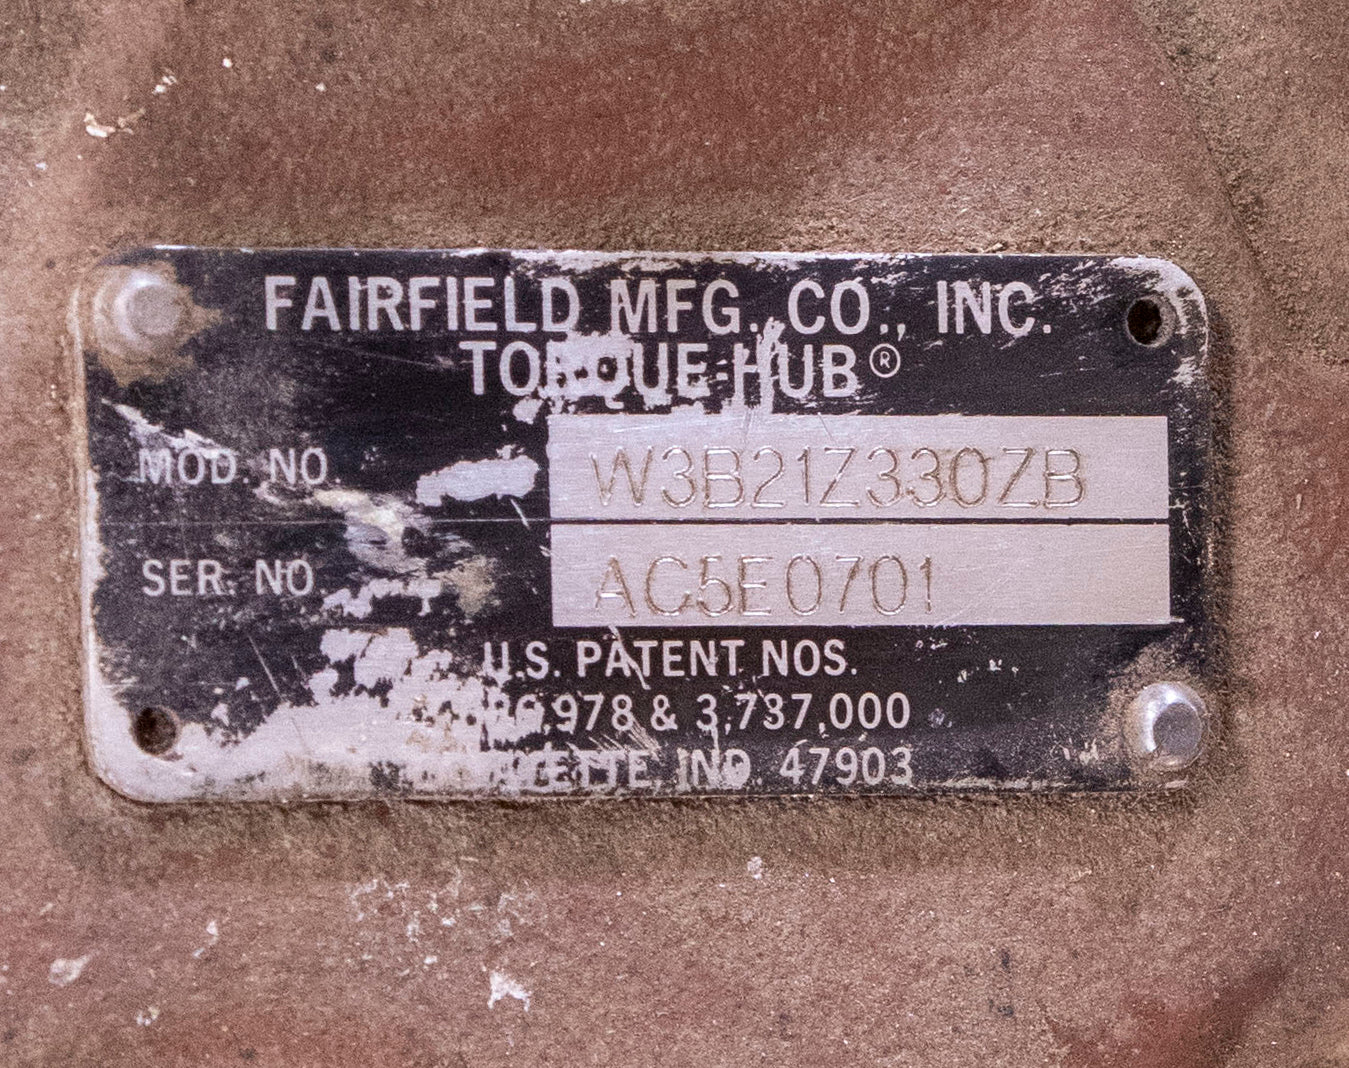 FAIRFIELD MFG. CO., INC.
TORQUE-HUB®
MOD. NO. W3B21Z330ZB
SER. NO AC5E0701
U.S. PATENT NOS.
& 3,737,000
IND. 47903